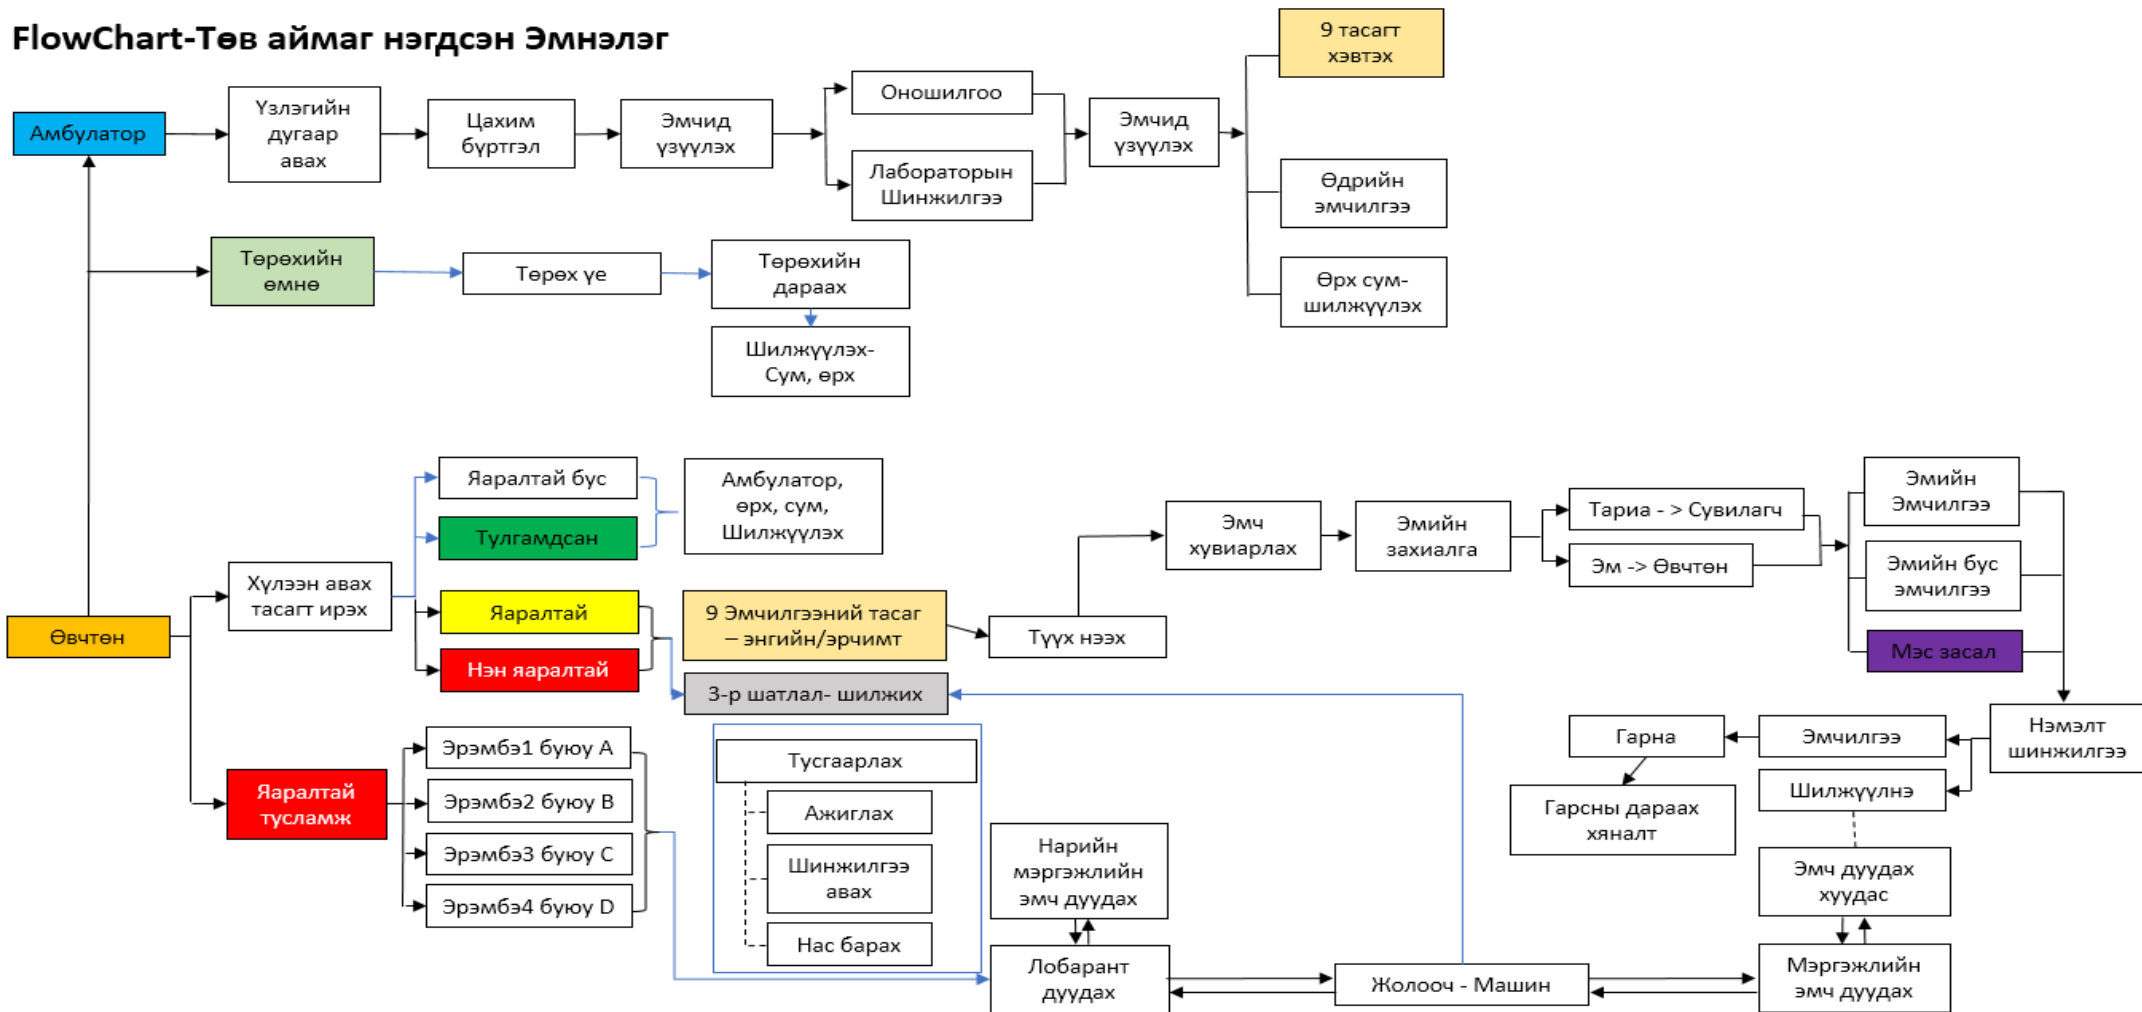 FlowChart-Төв аймаг нэгдсэн Эмнэлэг
9 тасагт
хэвтэх
Амбулатор
Үзлэгийн
дугаар
авах
Цахим
бүртгэл
Эмчид
үзүүлэх
Оношилгоо
Лабораторын
Шинжилгээ
Эмчид
үзүүлэх
Өдрийн
эмчилгээ
Өрх сум-
шилжүүлэх
Төрөхийн
өмнө
Төрөх үе
Төрөхийн
дараах
Шилжүүлэх-
Сум, өрх
Өвчтөн
Хүлээн авах
тасагт ирэх
Яаралтай бус
Тулгамдсан
Амбулатор,
өрх, сум,
Шилжүүлэх
Яаралтай
Нэн яаралтай
9 Эмчилгээний тасаг
– энгийн/эрчимт
3-р шатлал- шилжих
Түүх нээх
Эмч
хувиарлах
Эмийн
захиалга
Тариа - > Сувилагч
Эм -> Өвчтөн
Эмийн
Эмчилгээ
Эмийн бус
эмчилгээ
Мэс засал
Нэмэлт
шинжилгээ
Эмчилгээ
Гарна
Гарсны дараах
хяналт
Шилжүүлнэ
Эмч дуудах
хуудас
Мэргэжлийн
эмч дуудах
Яаралтай
тусламж
Эрэмбэ1 буюу A
Эрэмбэ2 буюу B
Эрэмбэ3 буюу C
Эрэмбэ4 буюу D
Тусгаарлах
Ажиглах
Шинжилгээ
авах
Нас барах
Нарийн
мэргэжлийн
эмч дуудах
Лобарант
дуудах
Жолооч - Машин